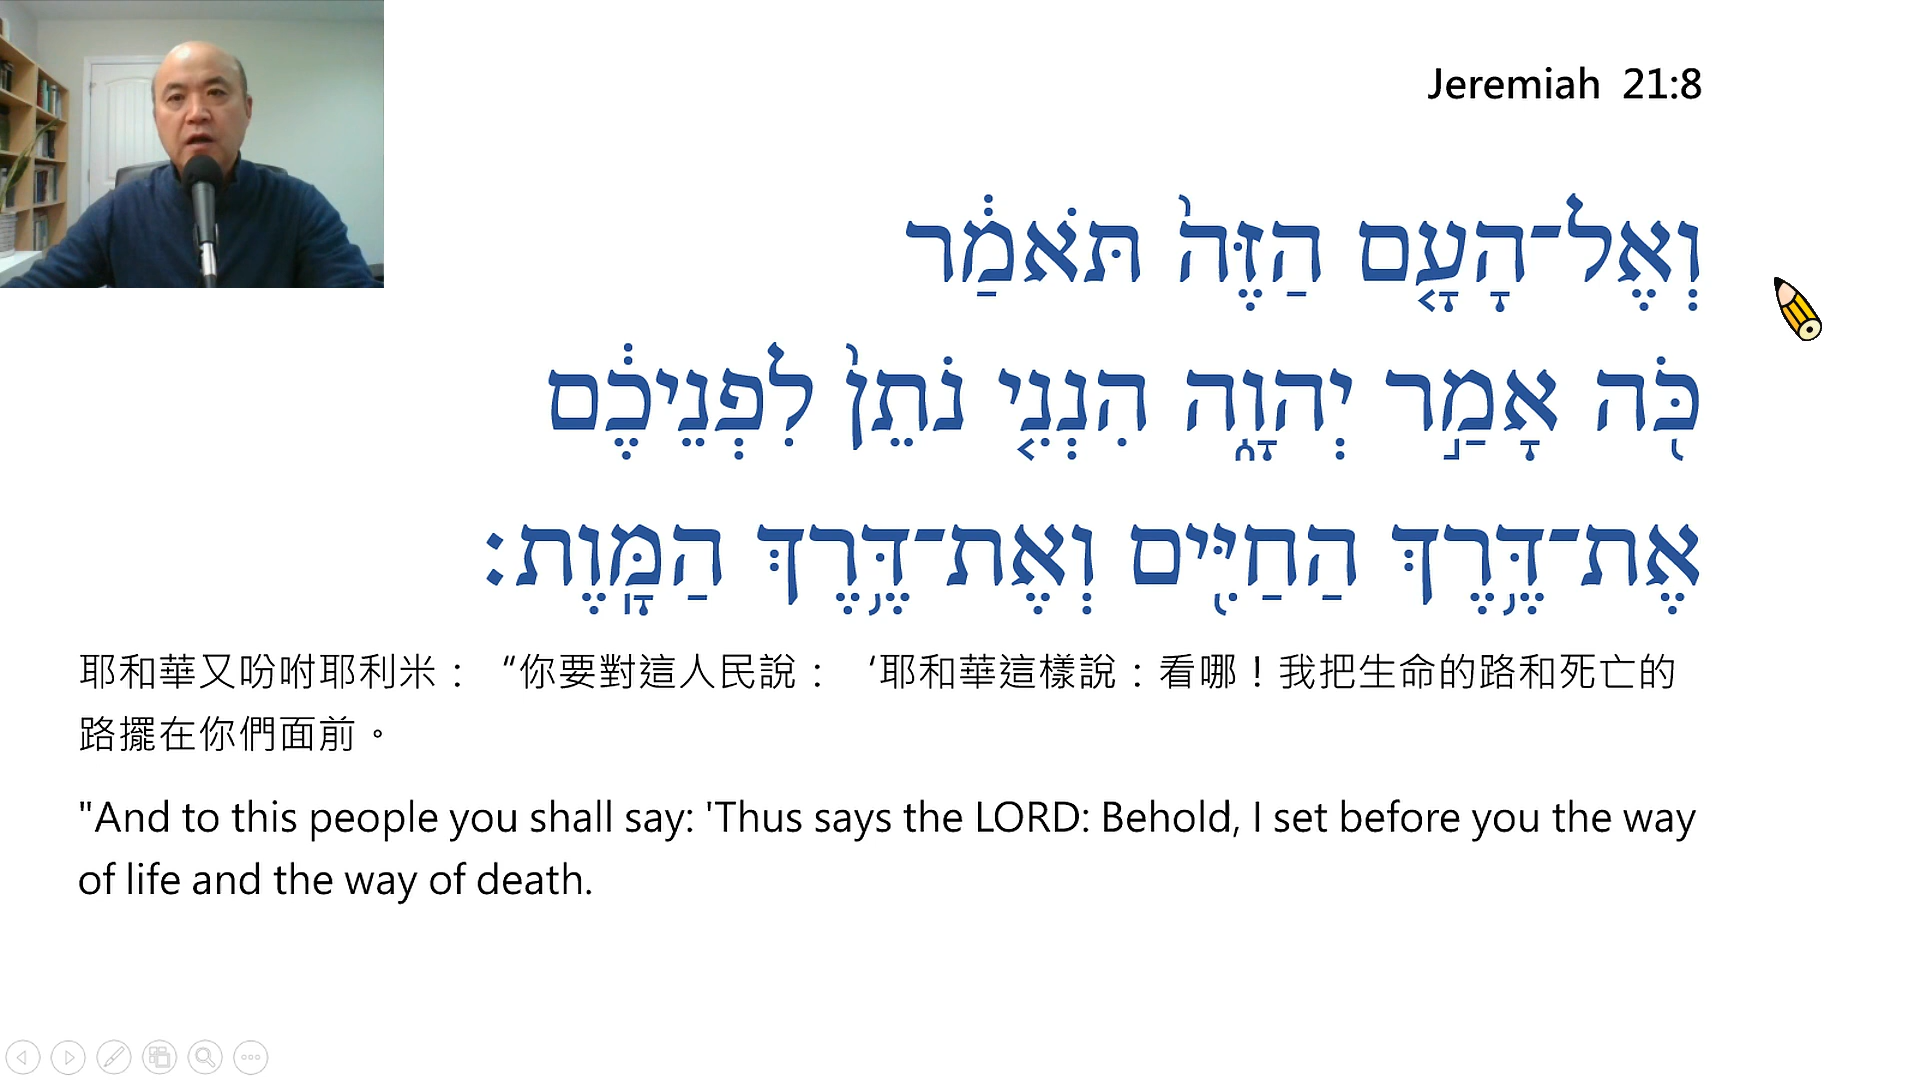 Jeremiah 21:8
וְאֶל־הָעָ֤ם הַזֶּה֙ תֹּאמַ֔ר
כֹּ֖ה אָמַ֣ר יְהוָ֑ה הִנְנִ֤י נֹתֵן֙ לִפְנֵיכֶ֔ם
אֶת־דֶּ֥רֶךְ הַחַיִּ֖ים וְאֶת־דֶּ֥רֶךְ הַמָּֽוֶת׃
耶和華又吩咐耶利米：“你要對這人民說：‘耶和華這樣說：看哪！我把生命的路和死亡的
路擺在你們面前。
"And to this people you shall say: 'Thus says the LORD: Behold, I set before you the way
of life and the way of death.